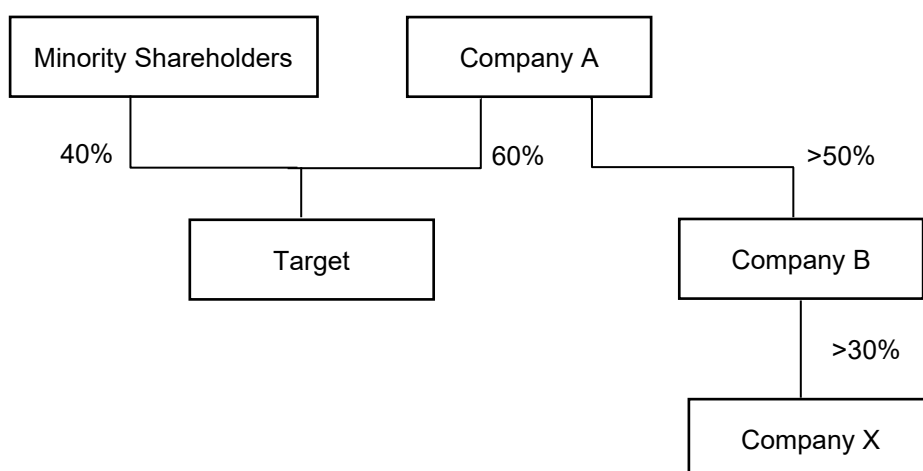 Minority Shareholders
Company A
40%
60%
>50%
Target
Company B
>30%
Company X